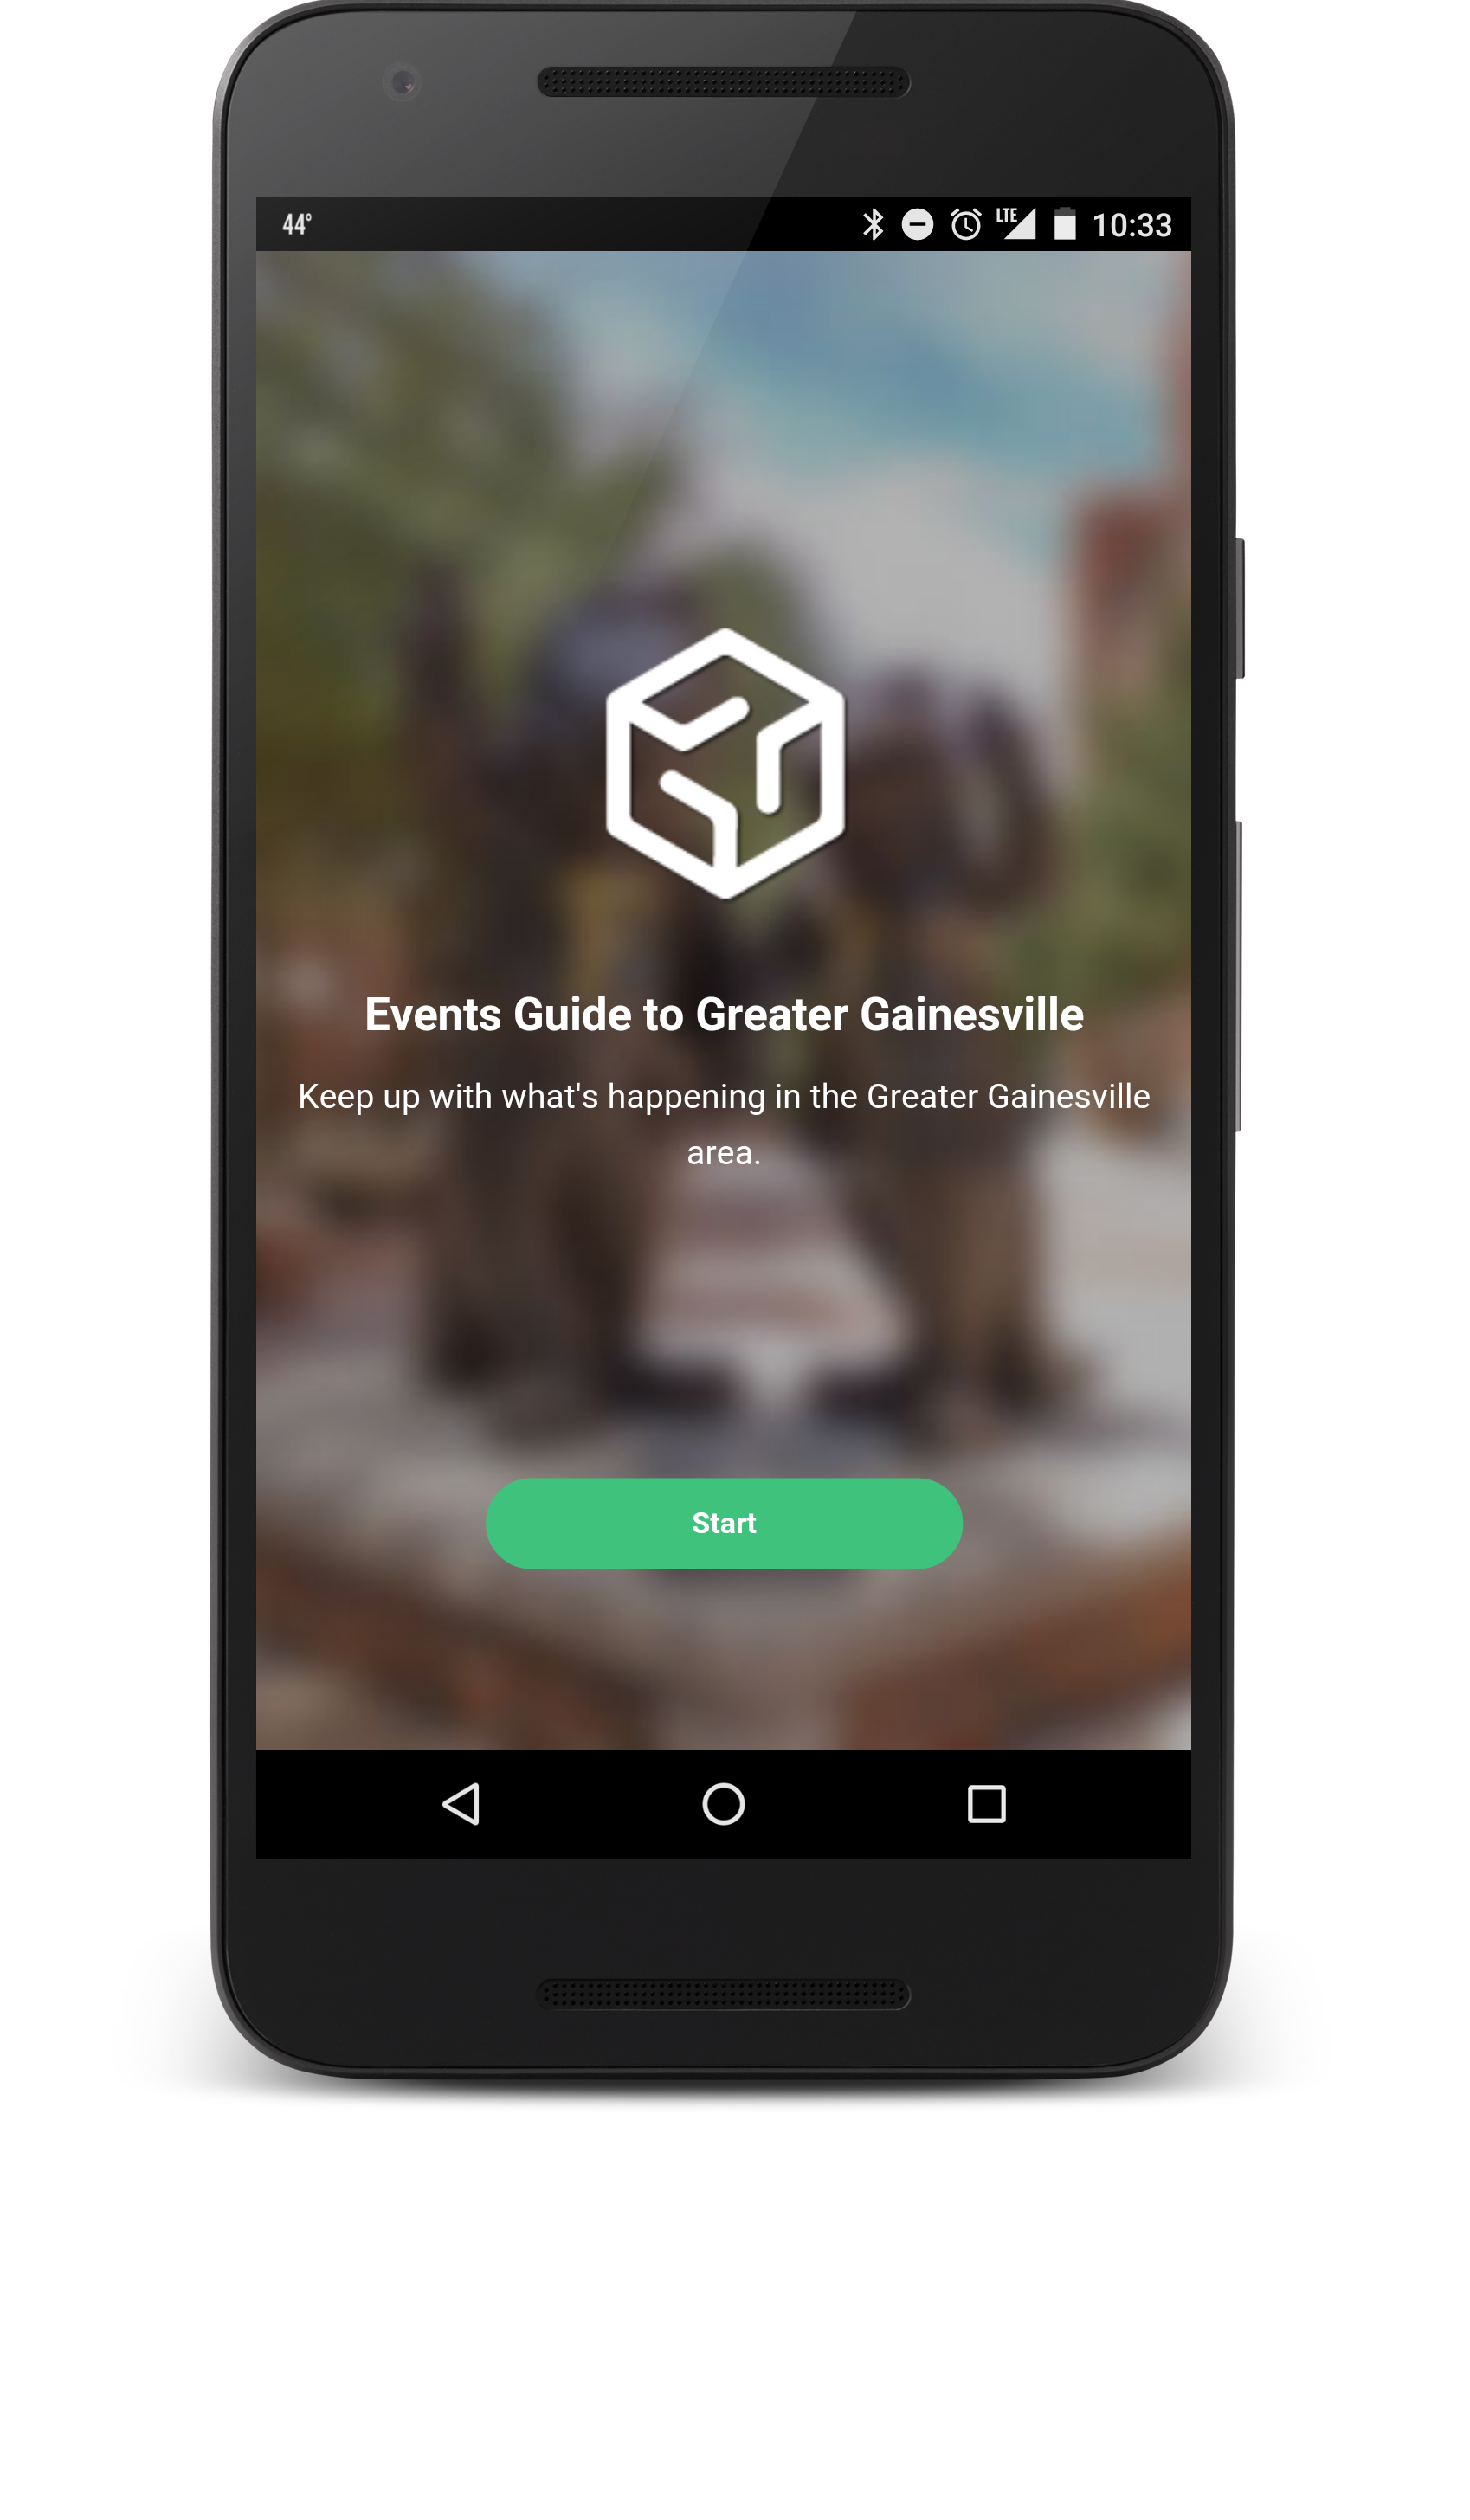 44°
LTE
10:33
Events Guide to Greater Gainesville
Keep up with what's happening in the Greater Gainesville
area.
Start